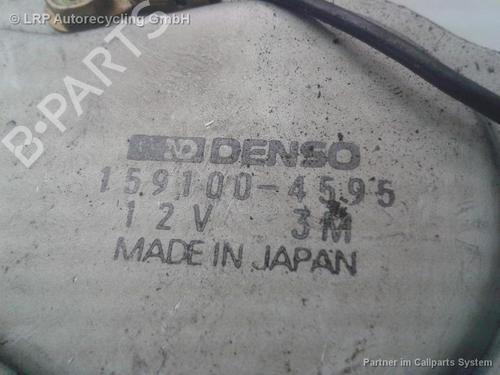 © LRP Autorecycling GmbH
B-PARTS
DENSO
159100-4595
12V 3M
MADE IN JAPAN
Partner im Callparts System